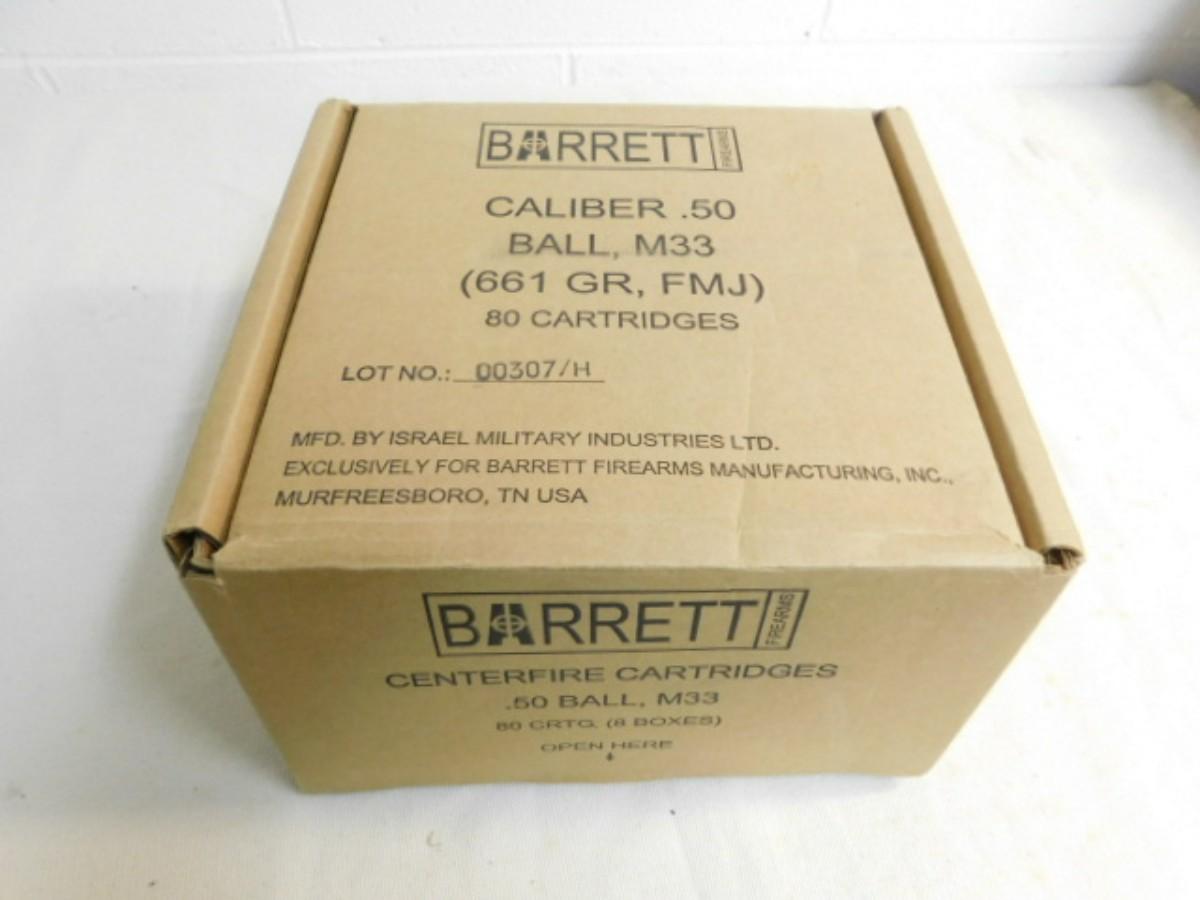 BARRETT FIREARMS
CALIBER .50
BALL, M33
(661 GR, FMJ)
80 CARTRIDGES
LOT NO.: 00307/H
MFD. BY ISRAEL MILITARY INDUSTRIES LTD.
EXCLUSIVELY FOR BARRETT FIREARMS MANUFACTURING, INC.,
MURFREESBORO, TN USA
BARRETT FIREARMS
CENTERFIRE CARTRIDGES
.50 BALL, M33
80 CRTG. (8 BOXES)
OPEN HERE